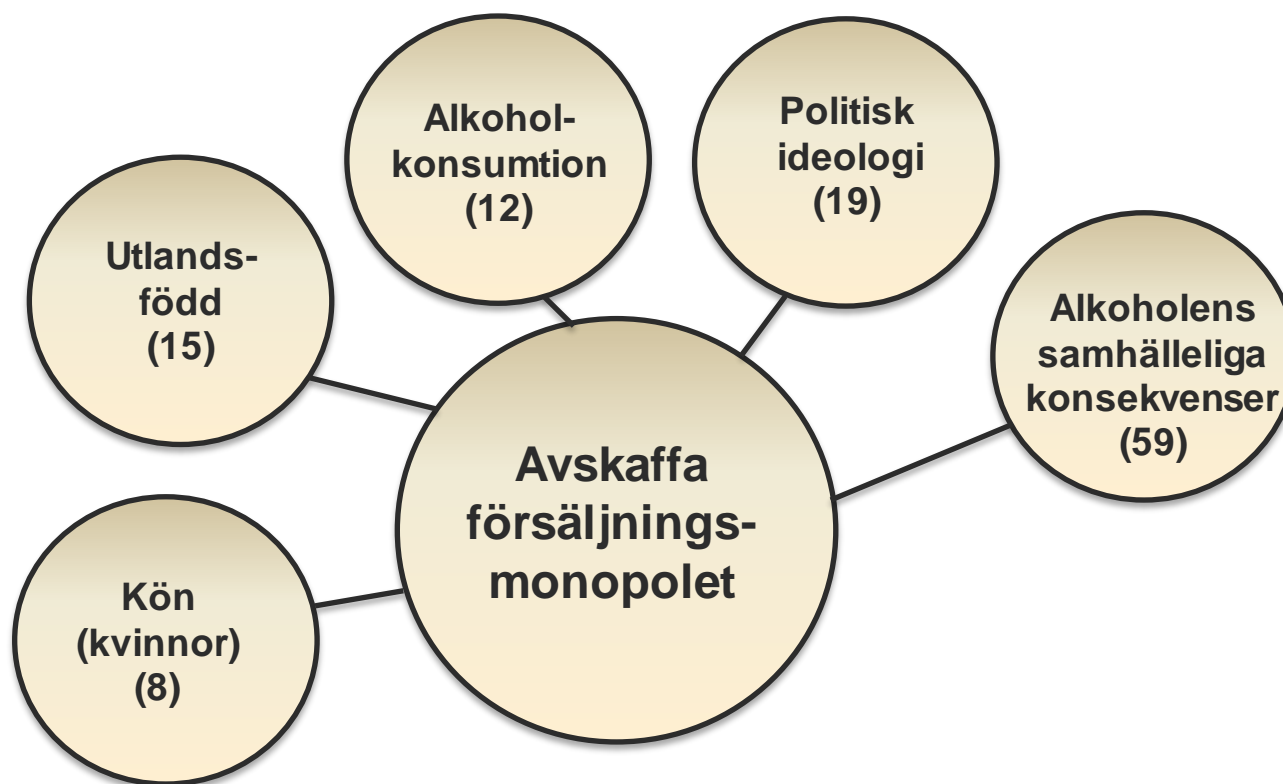 Alkohol-
konsumtion
(12)
Politisk
ideologi
(19)
Utlands-
född
(15)
Alkoholens
samhälleliga
konsekvenser
(59)
Avskaffa
försäljnings-
monopolet
Kön
(kvinnor)
(8)